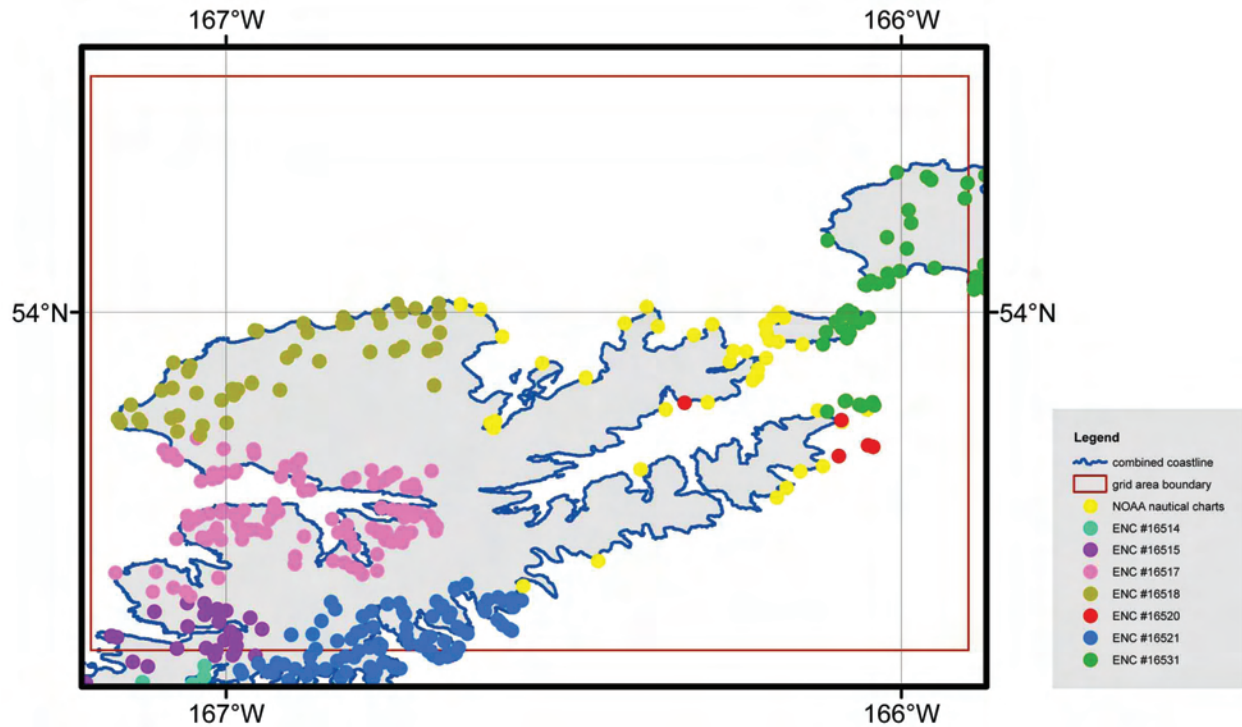 167°W 166°W
54°N 54°N
Legend
combined coastline
grid area boundary
NOAA nautical charts
ENC #16514
ENC #16515
ENC #16517
ENC #16518
ENC #16520
ENC #16521
ENC #16531
167°W 166°W